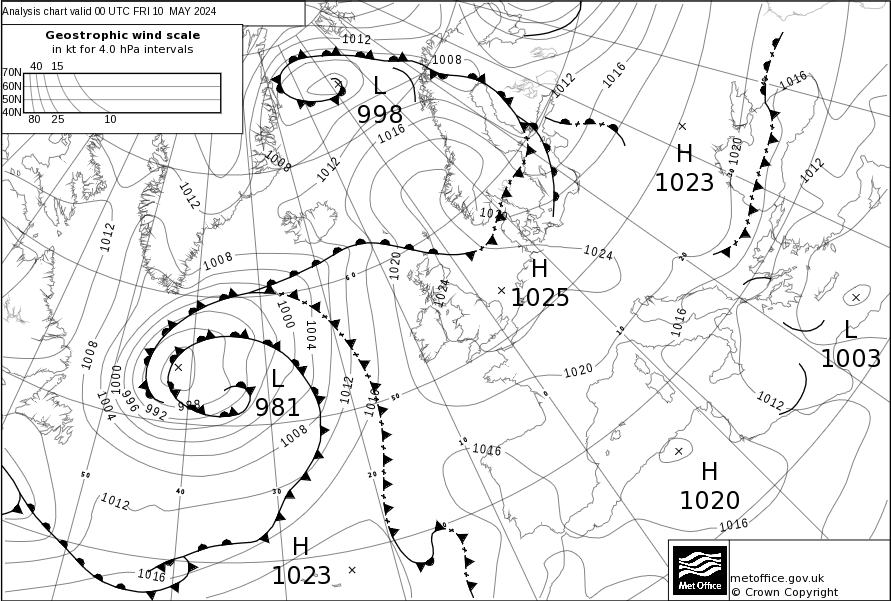 Analysis chart valid 00 UTC FRI 10 MAY 2024
Geostrophic wind scale
in kt for 4.0 hPa intervals
40 15
70N
60N
50N
40N
80 25 10
1012
1008
L
998
1016
1012
1016
1016
H
1023
1020
1012
1008
1012
1012
1012
1008
1020
1024
1024
H
1025
20
60
1000
1004
1016
10
L
1003
1008
1000
996
992
988
1004
L
981
1012
1016
50
1020
0
1012
1008
10
1016
H
1020
50
40
30
20
1012
0
1016
H
1023
1016
Met Office
metoffice.gov.uk
© Crown Copyright